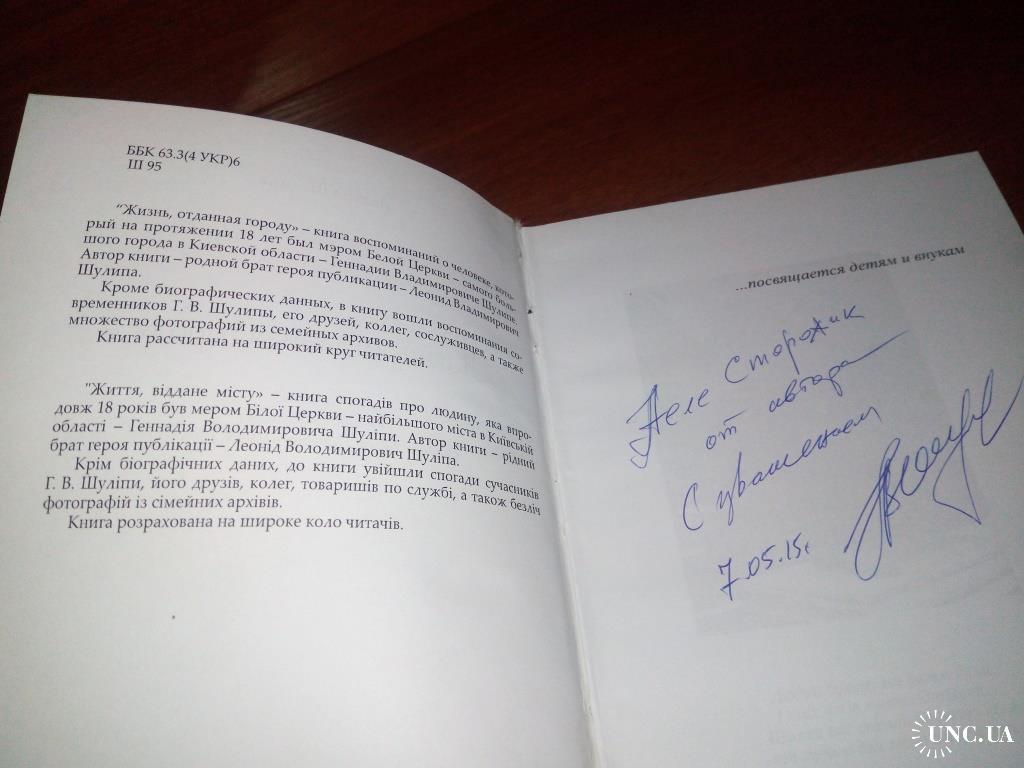 ББК 63.3(4 УКР)6
Ш 95
“Жизнь, отданная городу» – книга воспоминаний о человеке, кото-
рый на протяжении 18 лет был мэром Белой Церкви – самого боль-
шого города в Киевской области – Геннадии Владимировиче Шулипе.
Автор книги – родной брат героя публикации – Леонид Владимирович
Шулипа.
Кроме биографических данных, в книгу вошли воспоминания со-
временников Г. В. Шулипы, его друзей, коллег, сослуживцев, а также
множество фотографий из семейных архивов.
Книга рассчитана на широкий круг читателей.
"Життя, віддане місту» – книга спогадів про людину, яка впро-
довж 18 років був мером Білої Церкви – найбільшого міста в Київській
області – Геннадія Володимировича Шуліпи. Автор книги – рідний
брат героя публікації – Леонід Володимирович Шуліпа.
Крім біографічних даних, до книги увійшли спогади сучасників
Г. В. Шуліпи, його друзів, колег, товаришів по службі, а також безліч
фотографій із сімейних архівів.
Книга розрахована на широке коло читачів.
...посвящается детям и внукам
Неле Сторожик
от автора
С уважением
7.05.15г.
UNC.UA